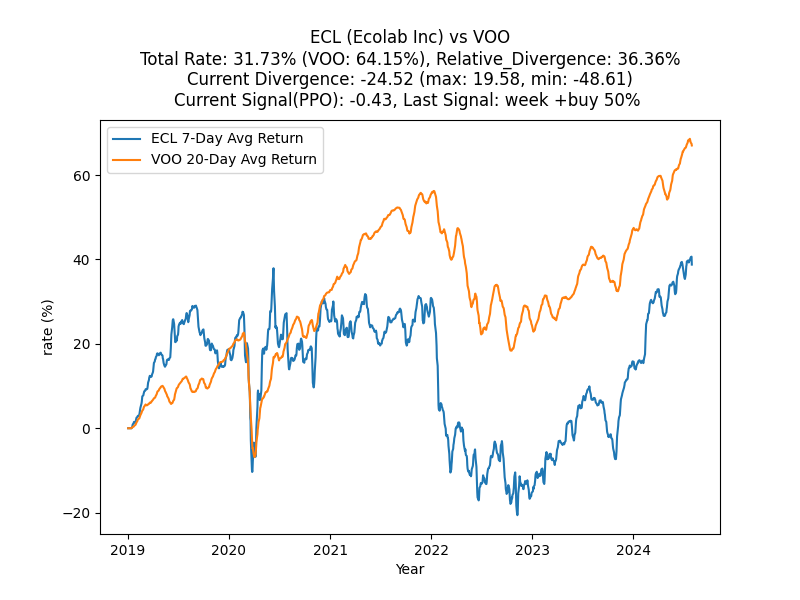 ECL (Ecolab Inc) vs VOO
Total Rate: 31.73% (VOO: 64.15%), Relative_Divergence: 36.36%
Current Divergence: -24.52 (max: 19.58, min: -48.61)
Current Signal(PPO): -0.43, Last Signal: week +buy 50%
ECL 7-Day Avg Return
VOO 20-Day Avg Return
60
40
20
0
−20
rate (%)
2019 2020 2021 2022 2023 2024
Year